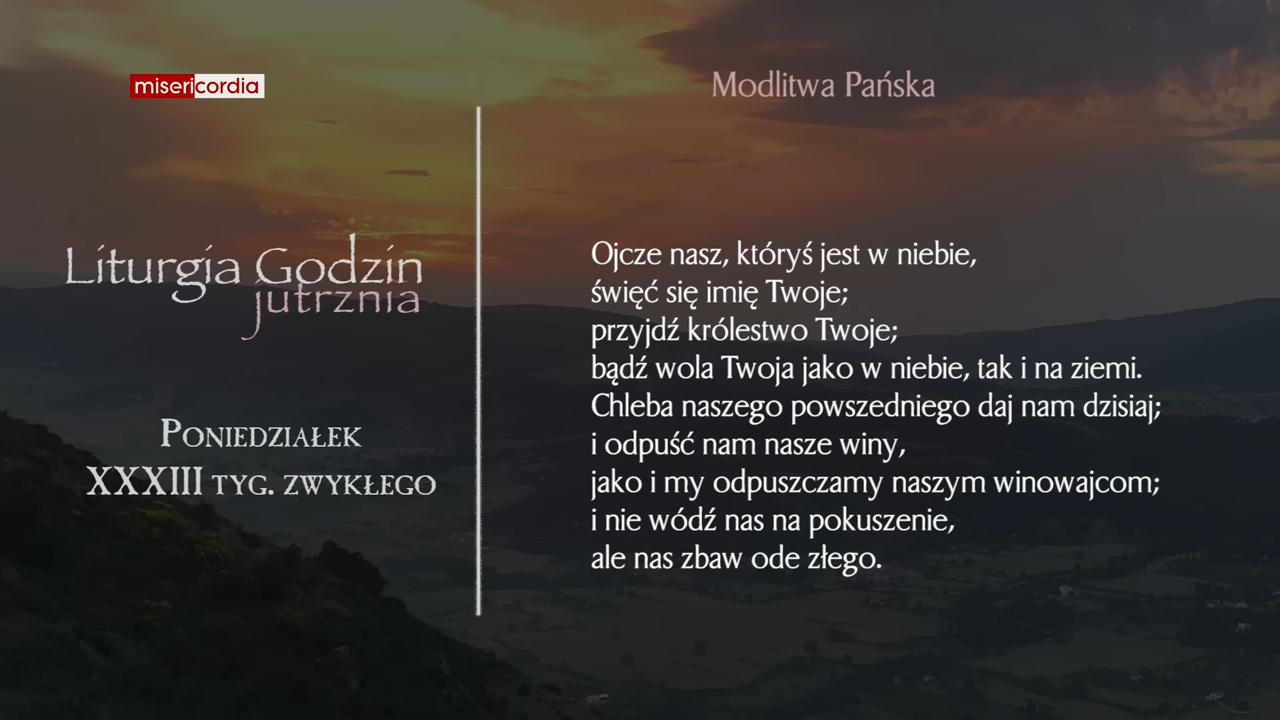 misericordia
Liturgia Godzin
jutrznia
Poniedziałek
XXXIII tyg. zwykłego
Modlitwa Pańska
Ojcze nasz, któryś jest w niebie,
święć się imię Twoje;
przyjdź królestwo Twoje;
bądź wola Twoja jako w niebie, tak i na ziemi.
Chleba naszego powszedniego daj nam dzisiaj;
i odpuść nam nasze winy,
jako i my odpuszczamy naszym winowajcom;
i nie wódź nas na pokuszenie,
ale nas zbaw ode złego.